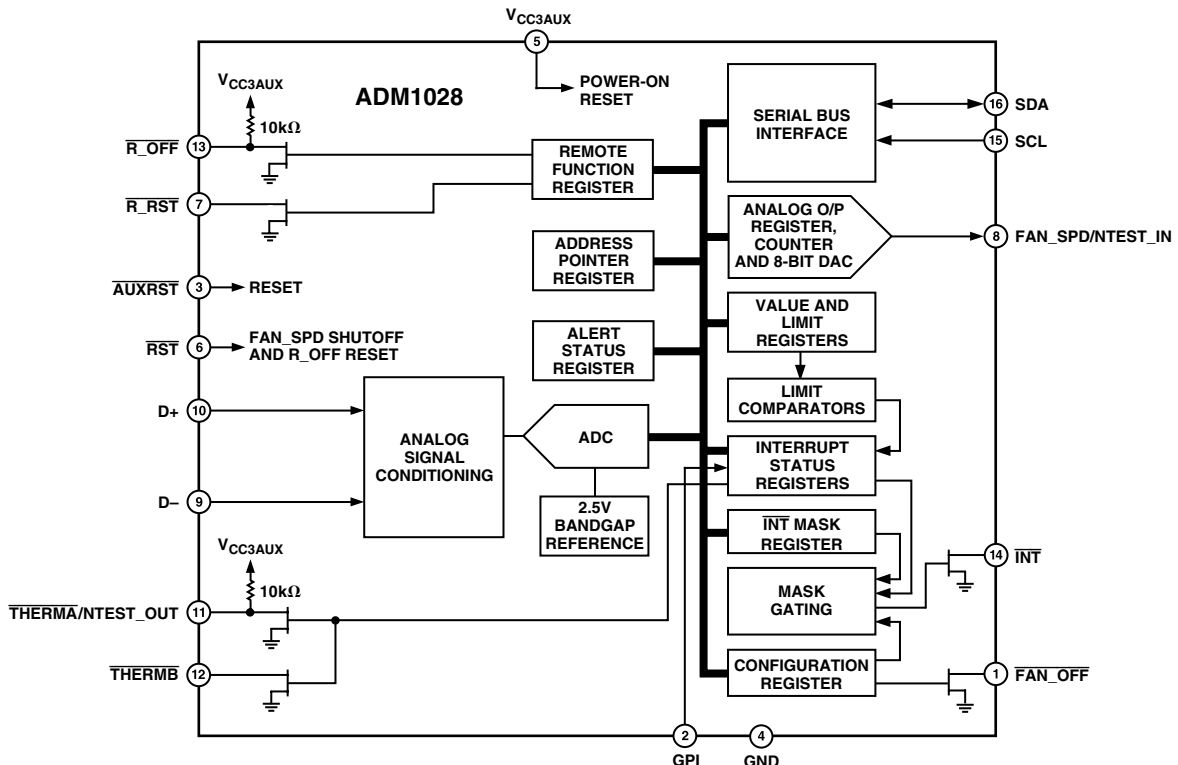 VCC3AUX
5
VCC3AUX
ADM1028
POWER-ON
RESET
10kΩ
R_OFF
13
R_RST
7
REMOTE
FUNCTION
REGISTER
SERIAL BUS
INTERFACE
16
SDA
15
SCL
ADDRESS
POINTER
REGISTER
ANALOG O/P
REGISTER,
COUNTER
AND 8-BIT DAC
8
FAN_SPD/NTEST_IN
AUXRST
3
RESET
RST
6
FAN_SPD SHUTOFF
AND R_OFF RESET
ALERT
STATUS
REGISTER
VALUE AND
LIMIT
REGISTERS
LIMIT
COMPARATORS
D+
10
D–
9
ANALOG
SIGNAL
CONDITIONING
ADC
2.5V
BANDGAP
REFERENCE
INTERRUPT
STATUS
REGISTERS
INT MASK
REGISTER
MASK
GATING
14
INT
VCC3AUX
10kΩ
THERMA/NTEST_OUT
11
THERMB
12
CONFIGURATION
REGISTER
1
FAN_OFF
2
GPI
4
GND